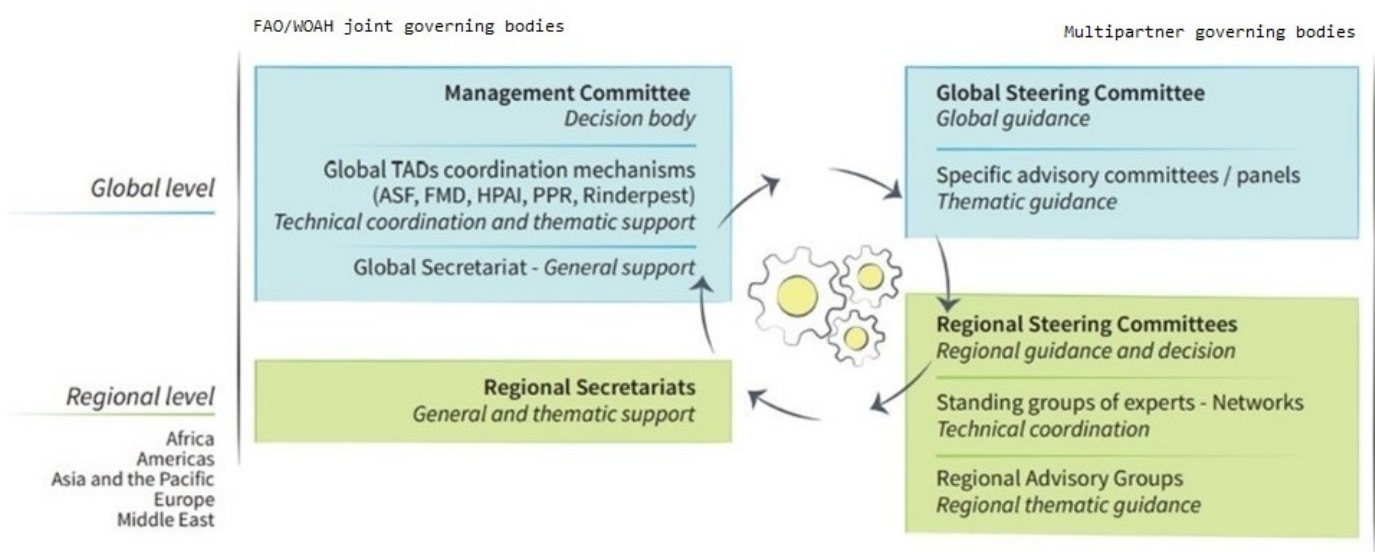 FAO/WOAH joint governing bodies
Multipartner governing bodies
Global level
Management Committee
Decision body
Global TADs coordination mechanisms
(ASF, FMD, HPAI, PPR, Rinderpest)
Technical coordination and thematic support
Global Secretariat - General support
Global Steering Committee
Global guidance
Specific advisory committees / panels
Thematic guidance
Regional level
Africa
Americas
Asia and the Pacific
Europe
Middle East
Regional Secretariats
General and thematic support
Regional Steering Committees
Regional guidance and decision
Standing groups of experts - Networks
Technical coordination
Regional Advisory Groups
Regional thematic guidance